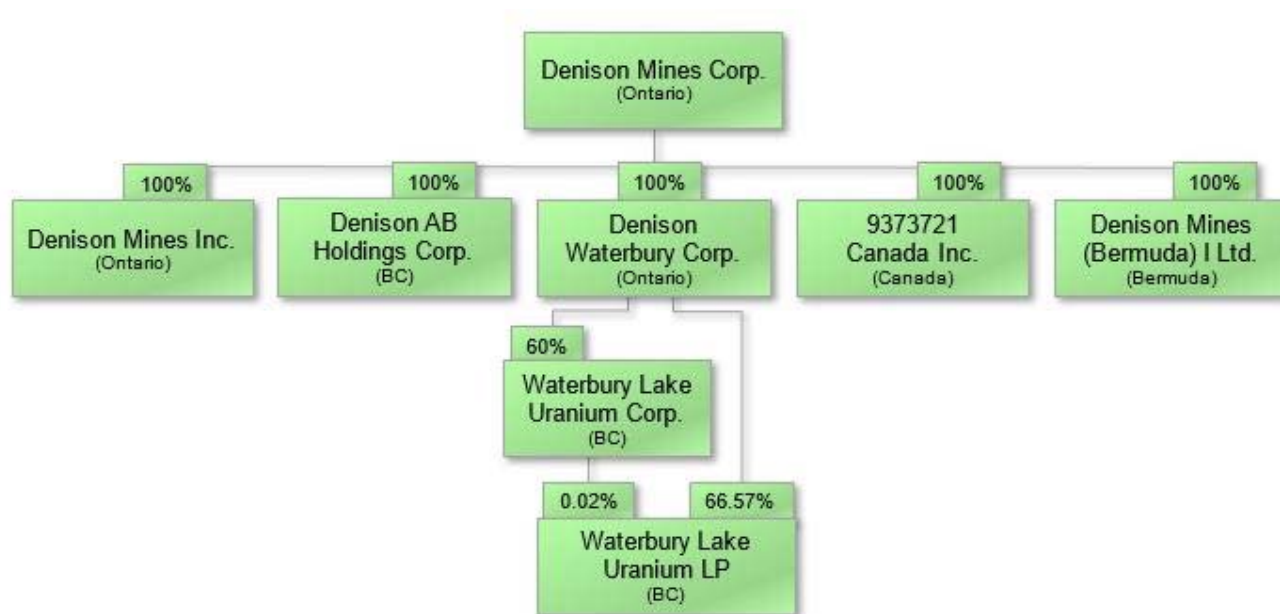 Denison Mines Corp.
(Ontario)
100%
Denison Mines Inc.
(Ontario)
100%
Denison AB
Holdings Corp.
(BC)
100%
Denison
Waterbury Corp.
(Ontario)
100%
9373721
Canada Inc.
(Canada)
100%
Denison Mines
(Bermuda) I Ltd.
(Bermuda)
60%
Waterbury Lake
Uranium Corp.
(BC)
0.02%
66.57%
Waterbury Lake
Uranium LP
(BC)